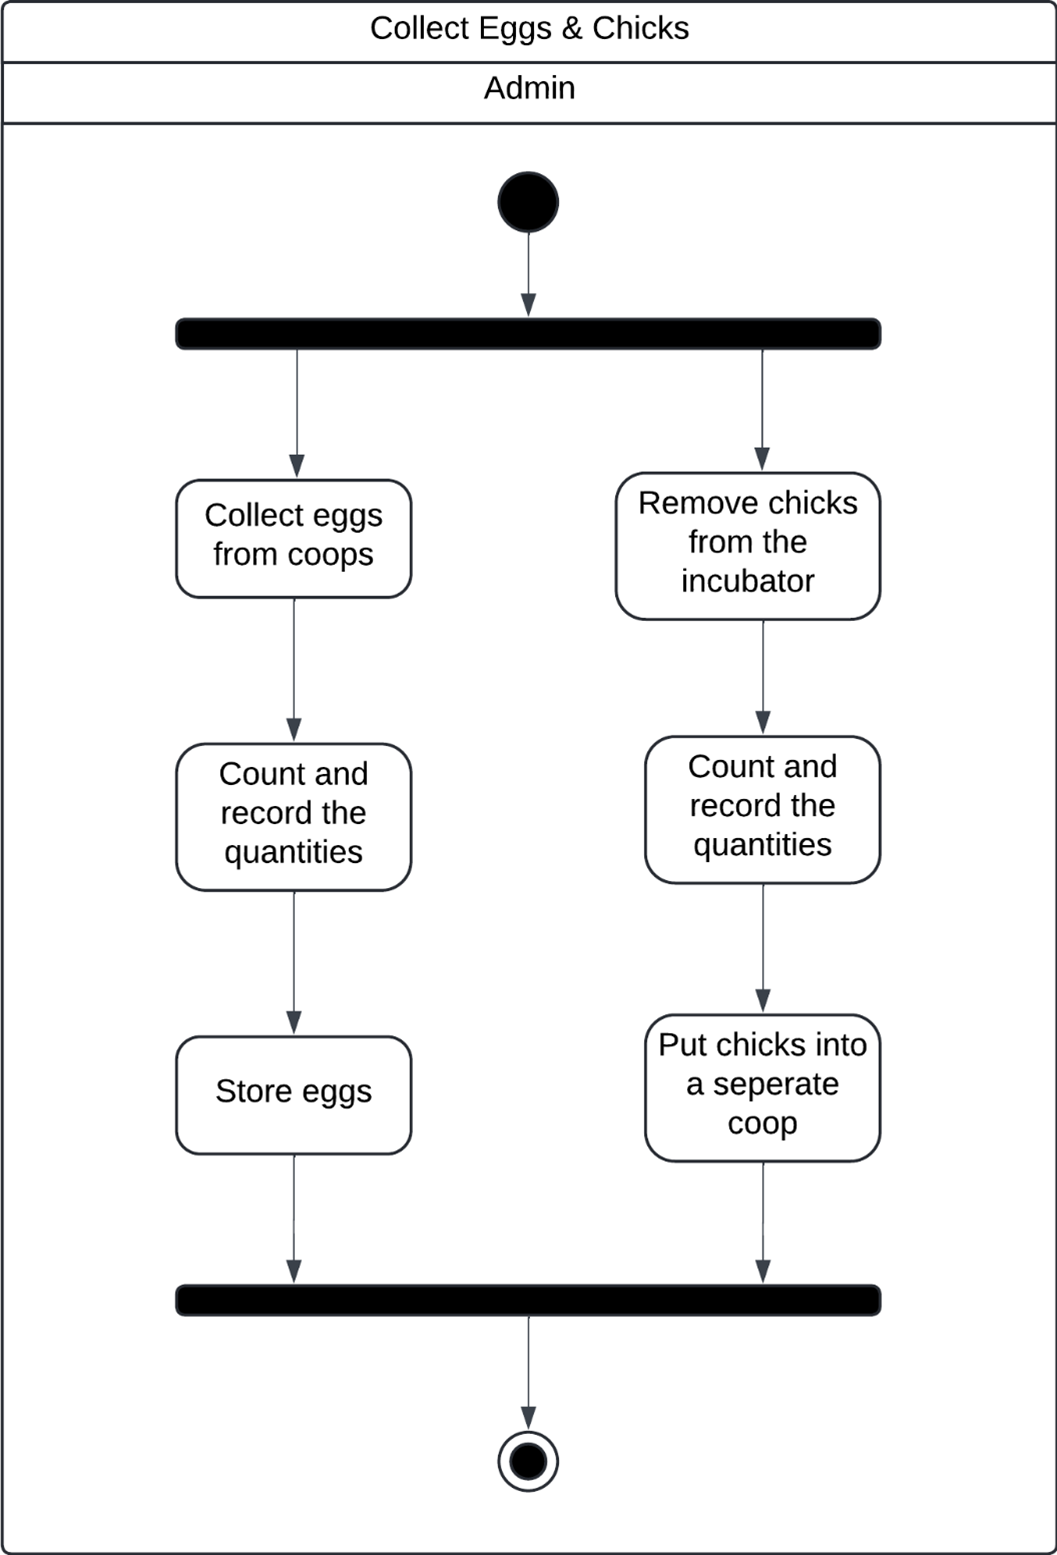 Collect Eggs & Chicks
Admin
Collect eggs
from coops
Remove chicks
from the
incubator
Count and
record the
quantities
Count and
record the
quantities
Store eggs
Put chicks into
a seperate
coop